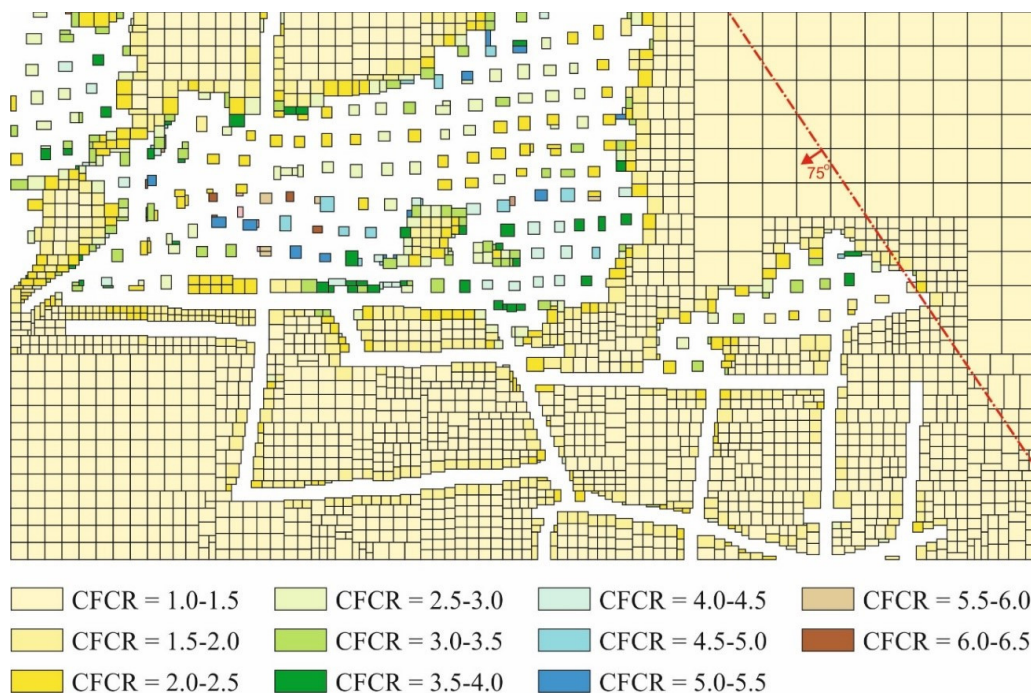 75°
CFCR = 1.0-1.5 CFCR = 2.5-3.0 CFCR = 4.0-4.5 CFCR = 5.5-6.0
CFCR = 1.5-2.0 CFCR = 3.0-3.5 CFCR = 4.5-5.0 CFCR = 6.0-6.5
CFCR = 2.0-2.5 CFCR = 3.5-4.0 CFCR = 5.0-5.5